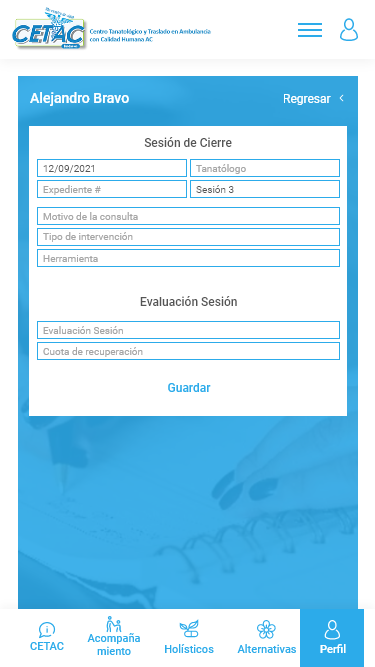 CETAC
Centro Tanatológico y Traslado en Ambulancia
con Calidad Humana AC
Alejandro Bravo
Regresar <
Sesión de Cierre
12/09/2021
Tanatólogo
Expediente #
Sesión 3
Motivo de la consulta
Tipo de intervención
Herramienta
Evaluación Sesión
Evaluación Sesión
Cuota de recuperación
Guardar
CETAC
Acompaña
miento
Holísticos
Alternativas
Perfil